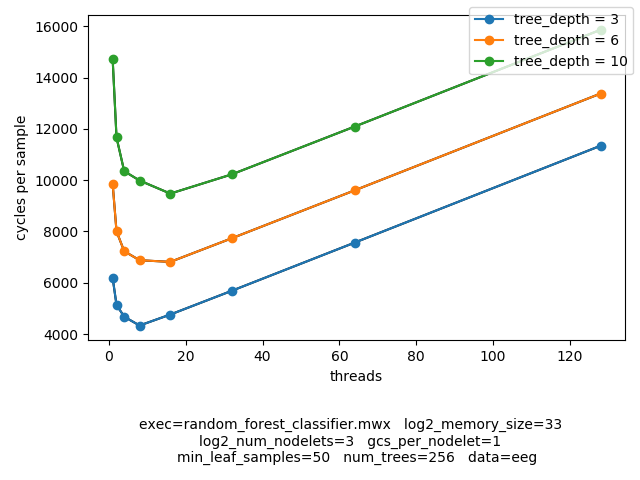 tree_depth = 3
tree_depth = 6
tree_depth = 10
16000
14000
12000
10000
8000
6000
4000
cycles per sample
0
20
40
60
80
100
120
threads
exec=random_forest_classifier.mwx   log2_memory_size=33
log2_num_nodelets=3   gcs_per_nodelet=1
min_leaf_samples=50   num_trees=256   data=eeg